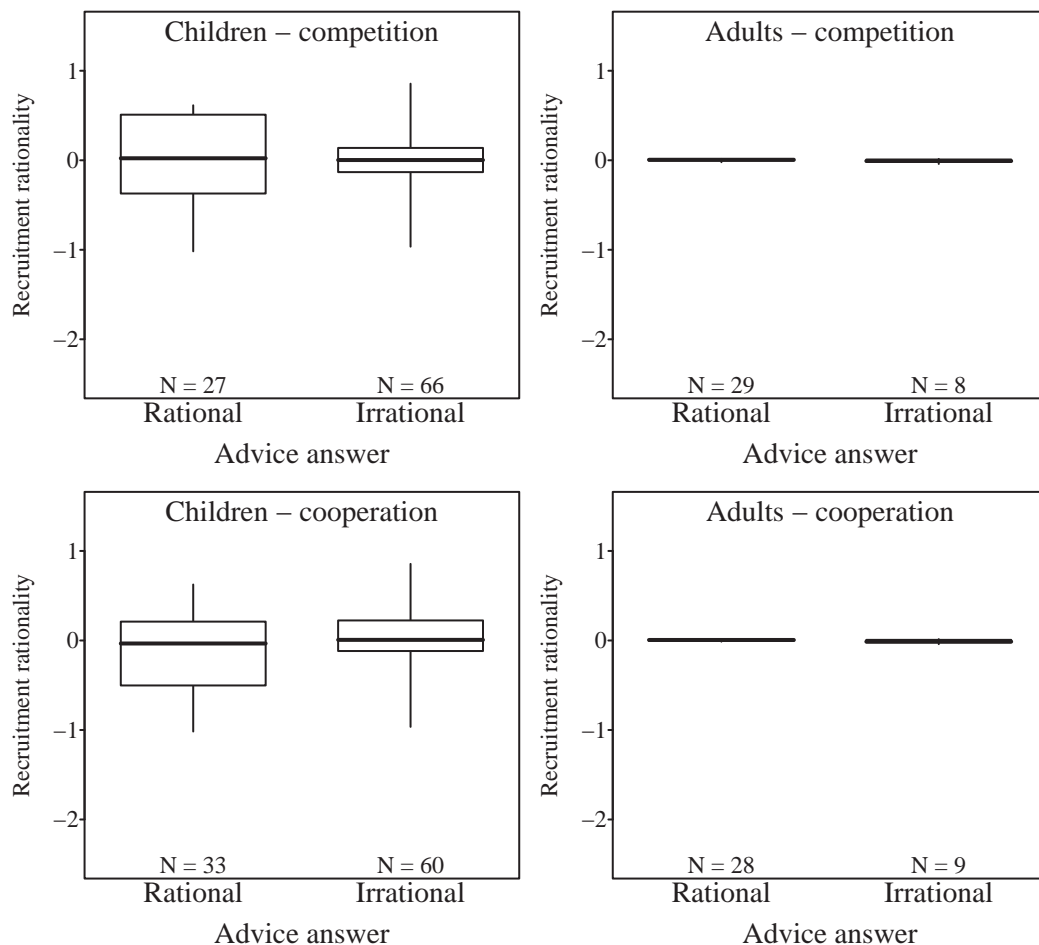 Children – competition
Recruitment rationality
1
0
−1
−2
N = 27
N = 66
Rational
Irrational
Advice answer
Adults – competition
Recruitment rationality
1
0
−1
−2
N = 29
N = 8
Rational
Irrational
Advice answer
Children – cooperation
Recruitment rationality
1
0
−1
−2
N = 33
N = 60
Rational
Irrational
Advice answer
Adults – cooperation
Recruitment rationality
1
0
−1
−2
N = 28
N = 9
Rational
Irrational
Advice answer